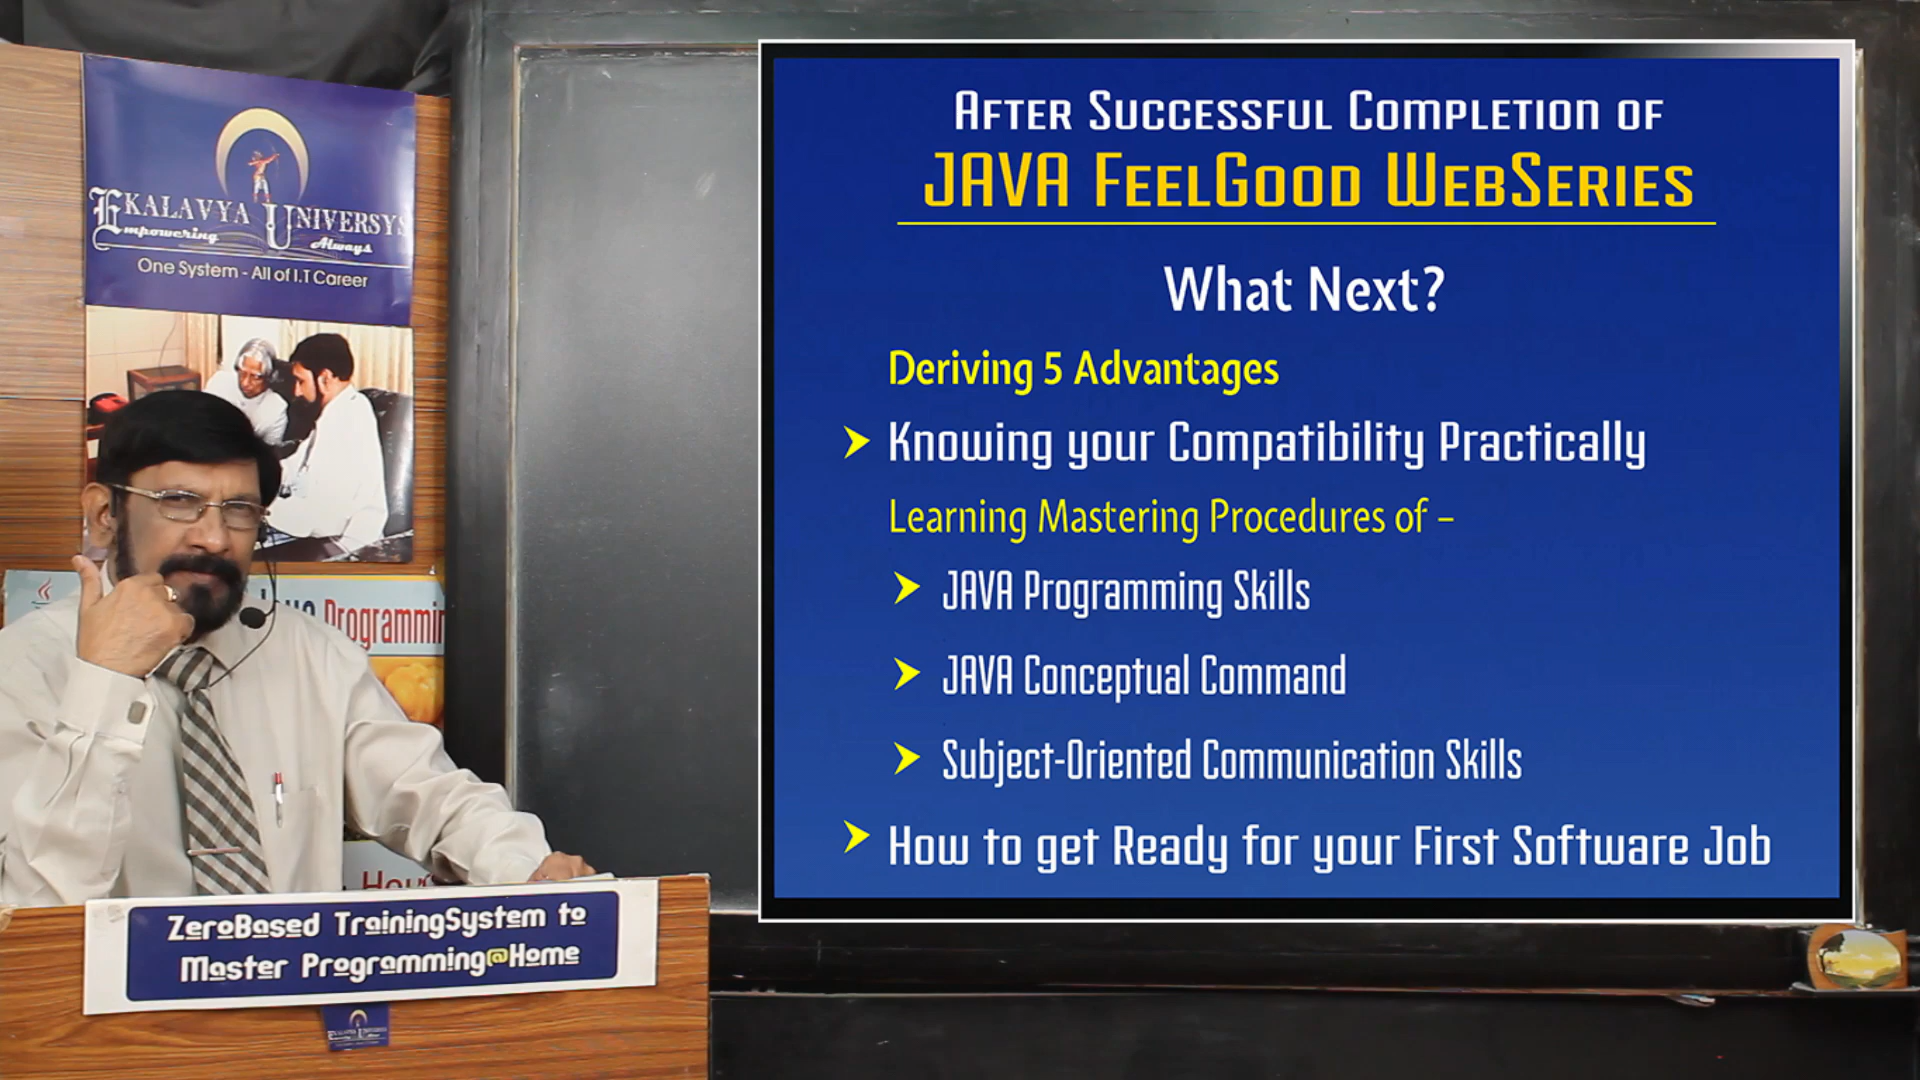 EKALAVYA UNIVERSYS
Empowering Always
One System - All of I.T Career
Programmin
ZeroBased TrainingSystem to
Master Programming@Home
After Successful Completion of
JAVA FeelGood WebSeries
What Next?
Deriving 5 Advantages
Knowing your Compatibility Practically
Learning Mastering Procedures of –
JAVA Programming Skills
JAVA Conceptual Command
Subject-Oriented Communication Skills
How to get Ready for your First Software Job